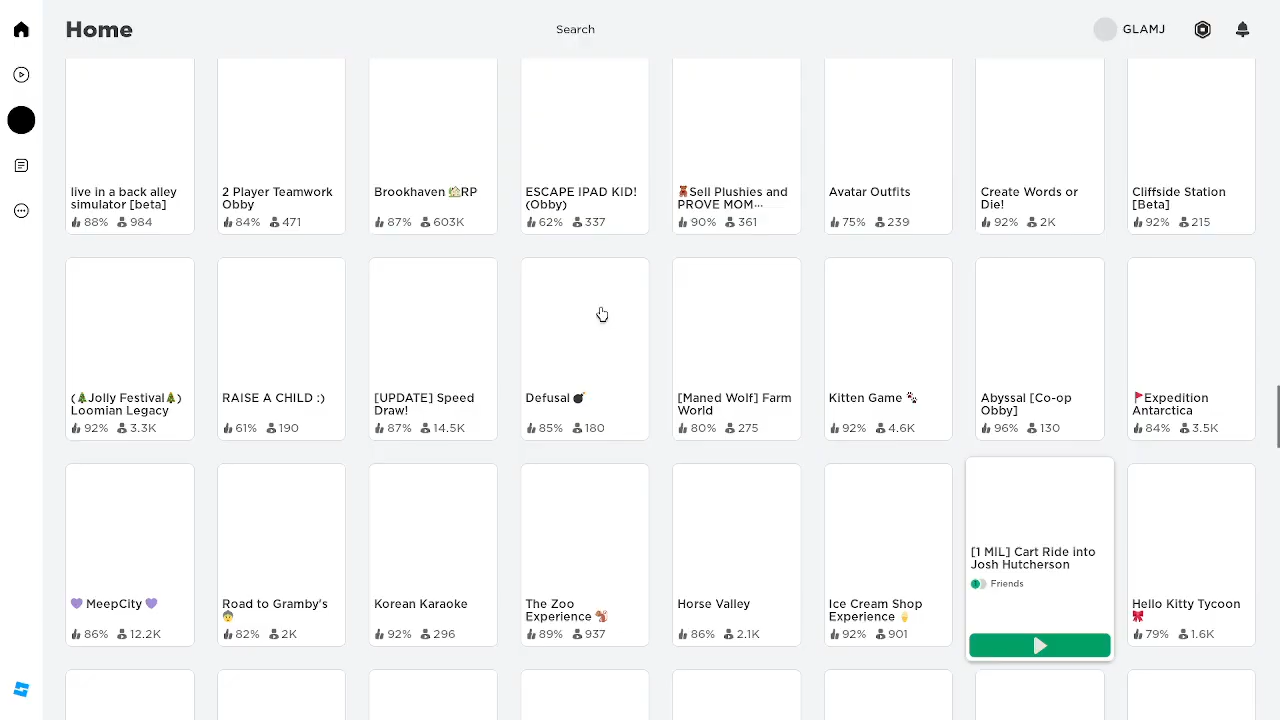 Home
Search
GLAMJ
live in a back alley
simulator [beta]
88% 984
2 Player Teamwork
Obby
84% 471
Brookhaven 🏡RP
87% 603K
ESCAPE IPAD KID!
(Obby)
62% 337
🧸Sell Plushies and
PROVE MOM...
90% 361
Avatar Outfits
75% 239
Create Words or
Die!
92% 2K
Cliffside Station
[Beta]
92% 215
(🎄Jolly Festival🎄)
Loomian Legacy
92% 3.3K
RAISE A CHILD :)
61% 190
[UPDATE] Speed
Draw!
87% 14.5K
Defusal 💣
85% 180
[Maned Wolf] Farm
World
80% 275
Kitten Game 🐾
92% 4.6K
Abyssal [Co-op
Obby]
96% 130
🚩Expedition
Antarctica
84% 3.5K
💜 MeepCity 💜
86% 12.2K
Road to Gramby's
👵
82% 2K
Korean Karaoke
92% 296
The Zoo
Experience 🐿️
89% 937
Horse Valley
86% 2.1K
Ice Cream Shop
Experience 🍦
92% 901
[1 MIL] Cart Ride into
Josh Hutcherson
Friends
Hello Kitty Tycoon
🎀
79% 1.6K